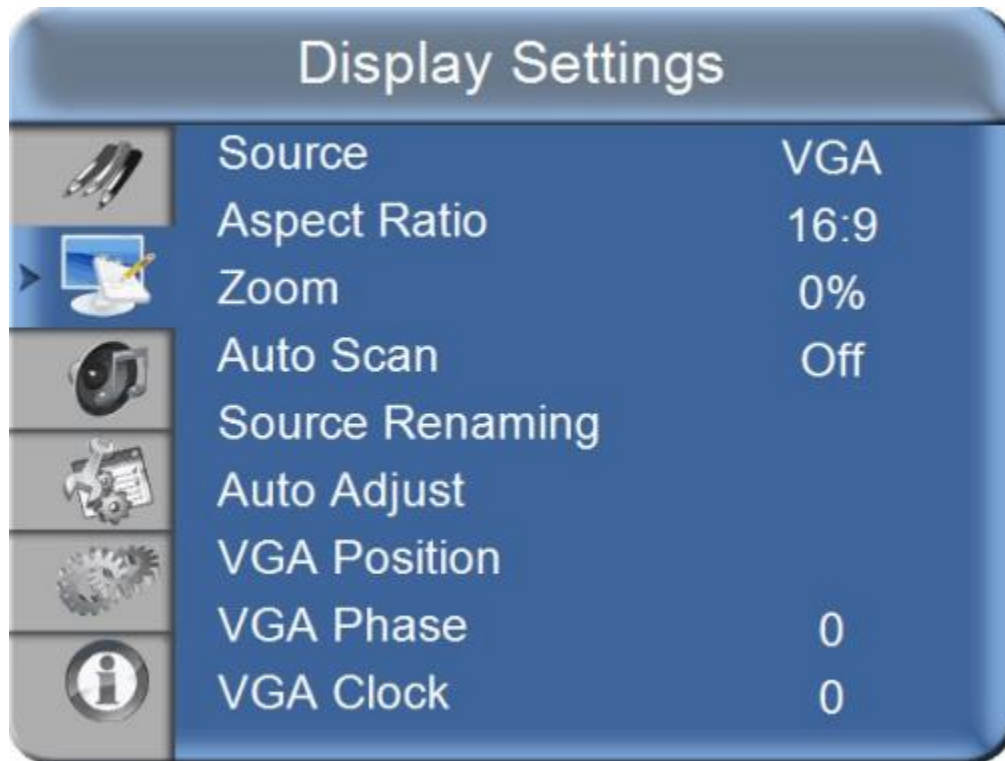 Display Settings
Source VGA
Aspect Ratio 16:9
Zoom 0%
Auto Scan Off
Source Renaming
Auto Adjust
VGA Position
VGA Phase 0
VGA Clock 0